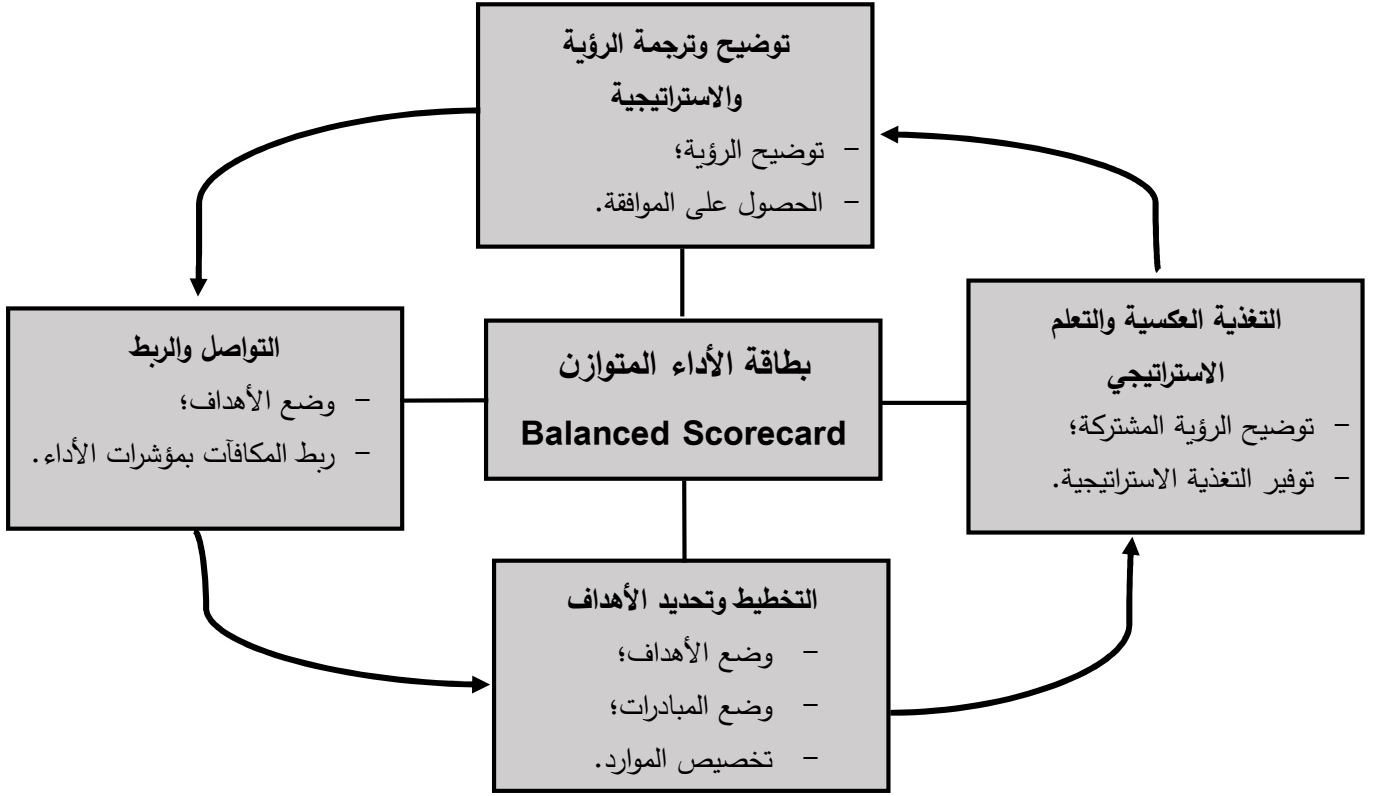 توضيح وترجمة الرؤية
والاستراتيجية
- توضيح الرؤية؛
- الحصول على الموافقة.
التغذية العكسية والتعلم
الاستراتيجي
- توضيح الرؤية المشتركة؛
- توفير التغذية الاستراتيجية.
بطاقة الأداء المتوازن
Balanced Scorecard
التواصل والربط
- وضع الأهداف؛
- ربط المكافآت بمؤشرات الأداء.
التخطيط وتحديد الأهداف
- وضع الأهداف؛
- وضع المبادرات؛
- تخصيص الموارد.